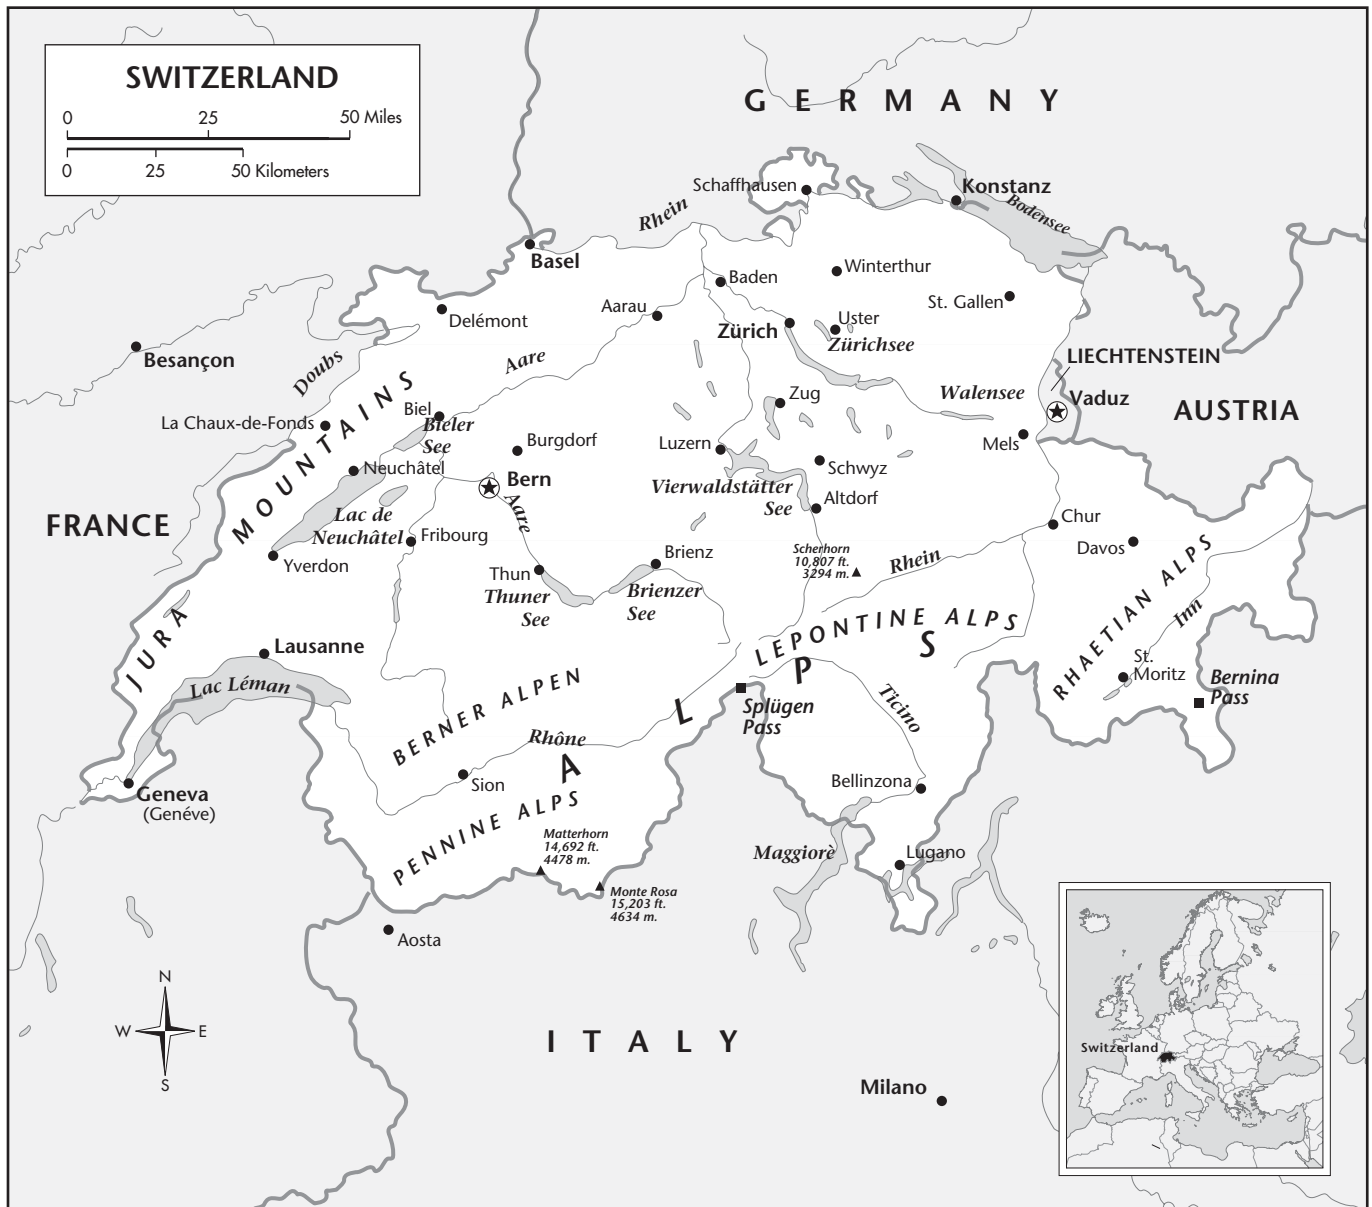 SWITZERLAND
0 25 50 Miles
0 25 50 Kilometers
GERMANY
Schaffhausen
Konstanz
Bodensee
Rhein
Basel
Baden
Winterthur
St. Gallen
Delémont
Aarau
Zürich
Uster
Zürichsee
Besançon
Doubs
Aare
LIECHTENSTEIN
Vaduz
AUSTRIA
Walensee
Zug
La Chaux-de-Fonds
Biel
Bieler
See
Burgdorf
Luzern
Mels
Schwyz
Neuchâtel
Bern
Vierwaldstätter
See
Altdorf
JURA MOUNTAINS
FRANCE
Lac de
Neuchâtel
Aare
Fribourg
Chur
Davos
Yverdon
Brienz
Thun
Thuner
See
Brienzer
See
Scherhorn
10,807 ft.
3294 m.
Rhein
LEPONTINE ALPS
RHAETIAN ALPS
Inn
Lausanne
Lac Léman
St.
Moritz
Bernina
Pass
BERNER ALPEN
ALPS
Splügen
Pass
Ticino
Rhône
Sion
Geneva
(Genéve)
Bellinzona
PENNINE ALPS
Matterhorn
14,692 ft.
4478 m.
Maggiorè
Lugano
Monte Rosa
15,203 ft.
4634 m.
Aosta
N
W E
S
ITALY
Milano
Switzerland